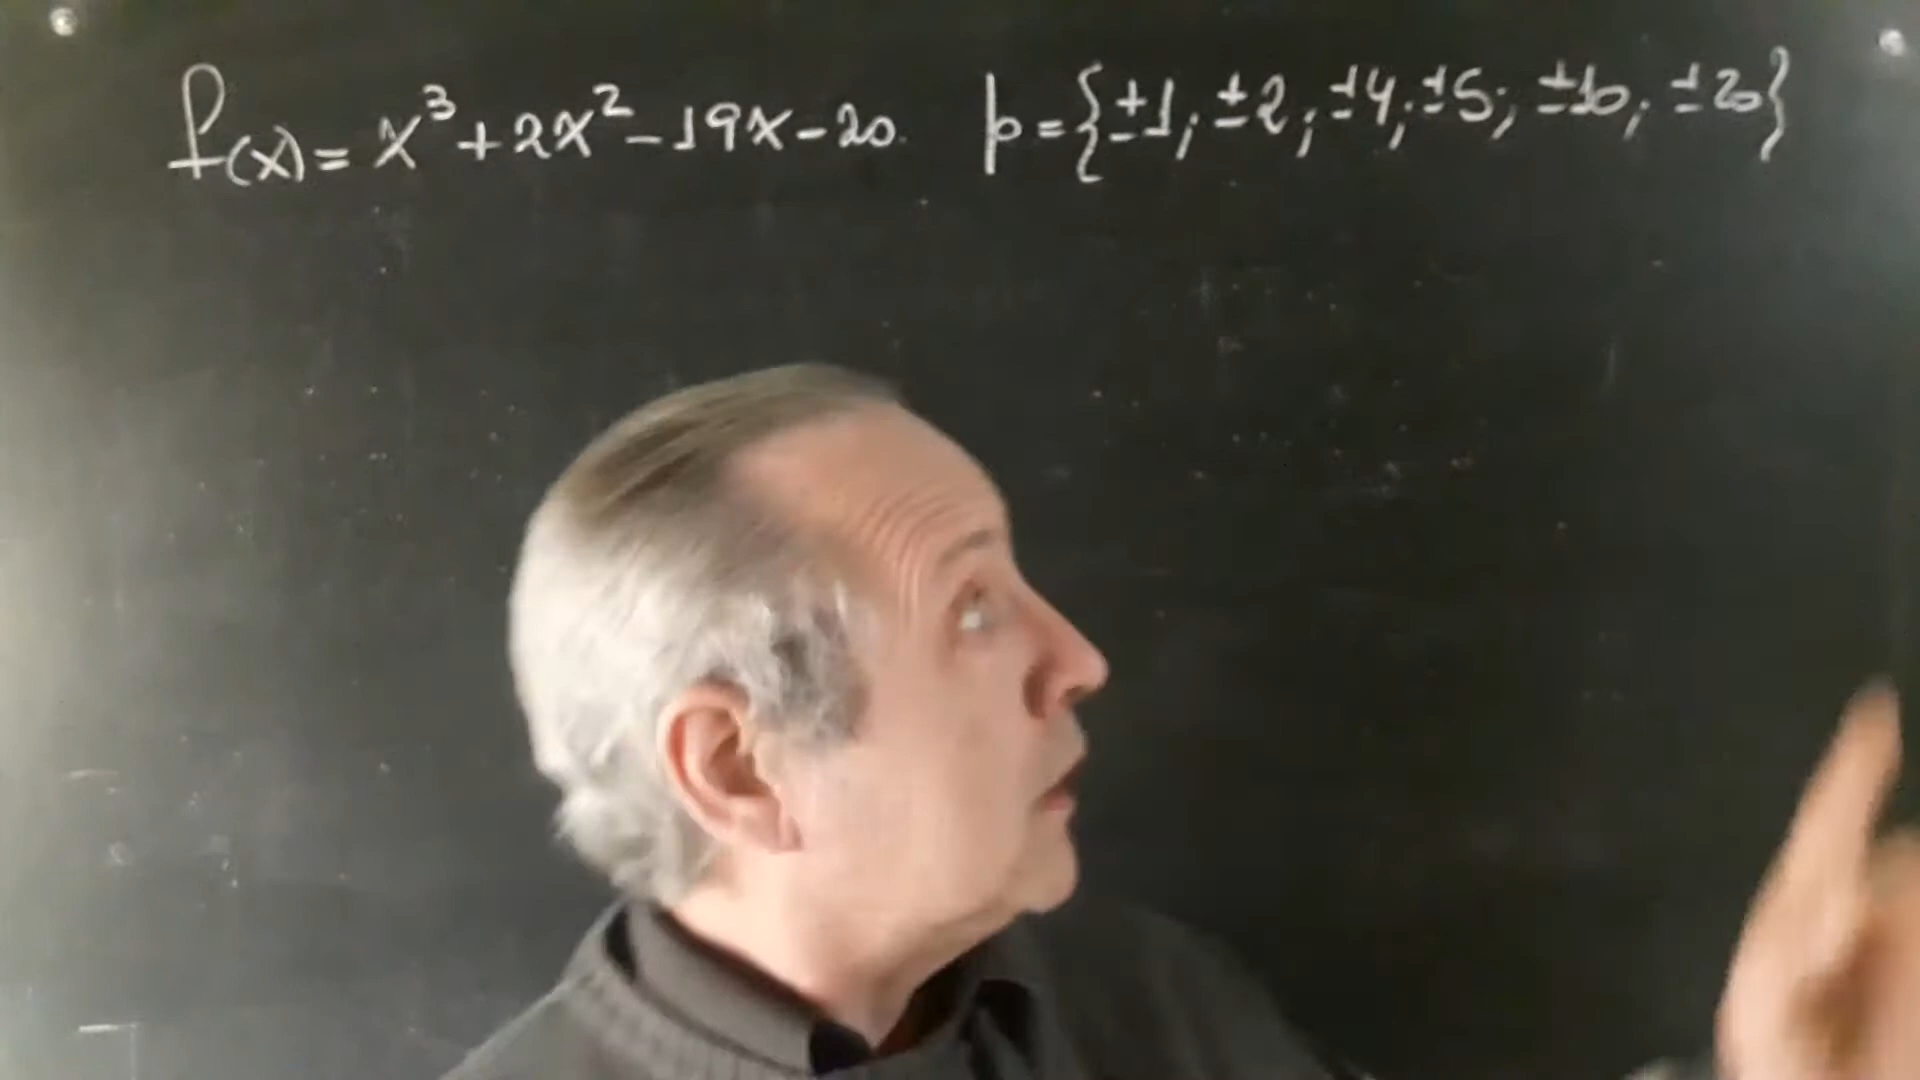 f(x) = x³ + 2x² - 19x - 20  p = {±1; ±2; ±4; ±5; ±10; ±20}